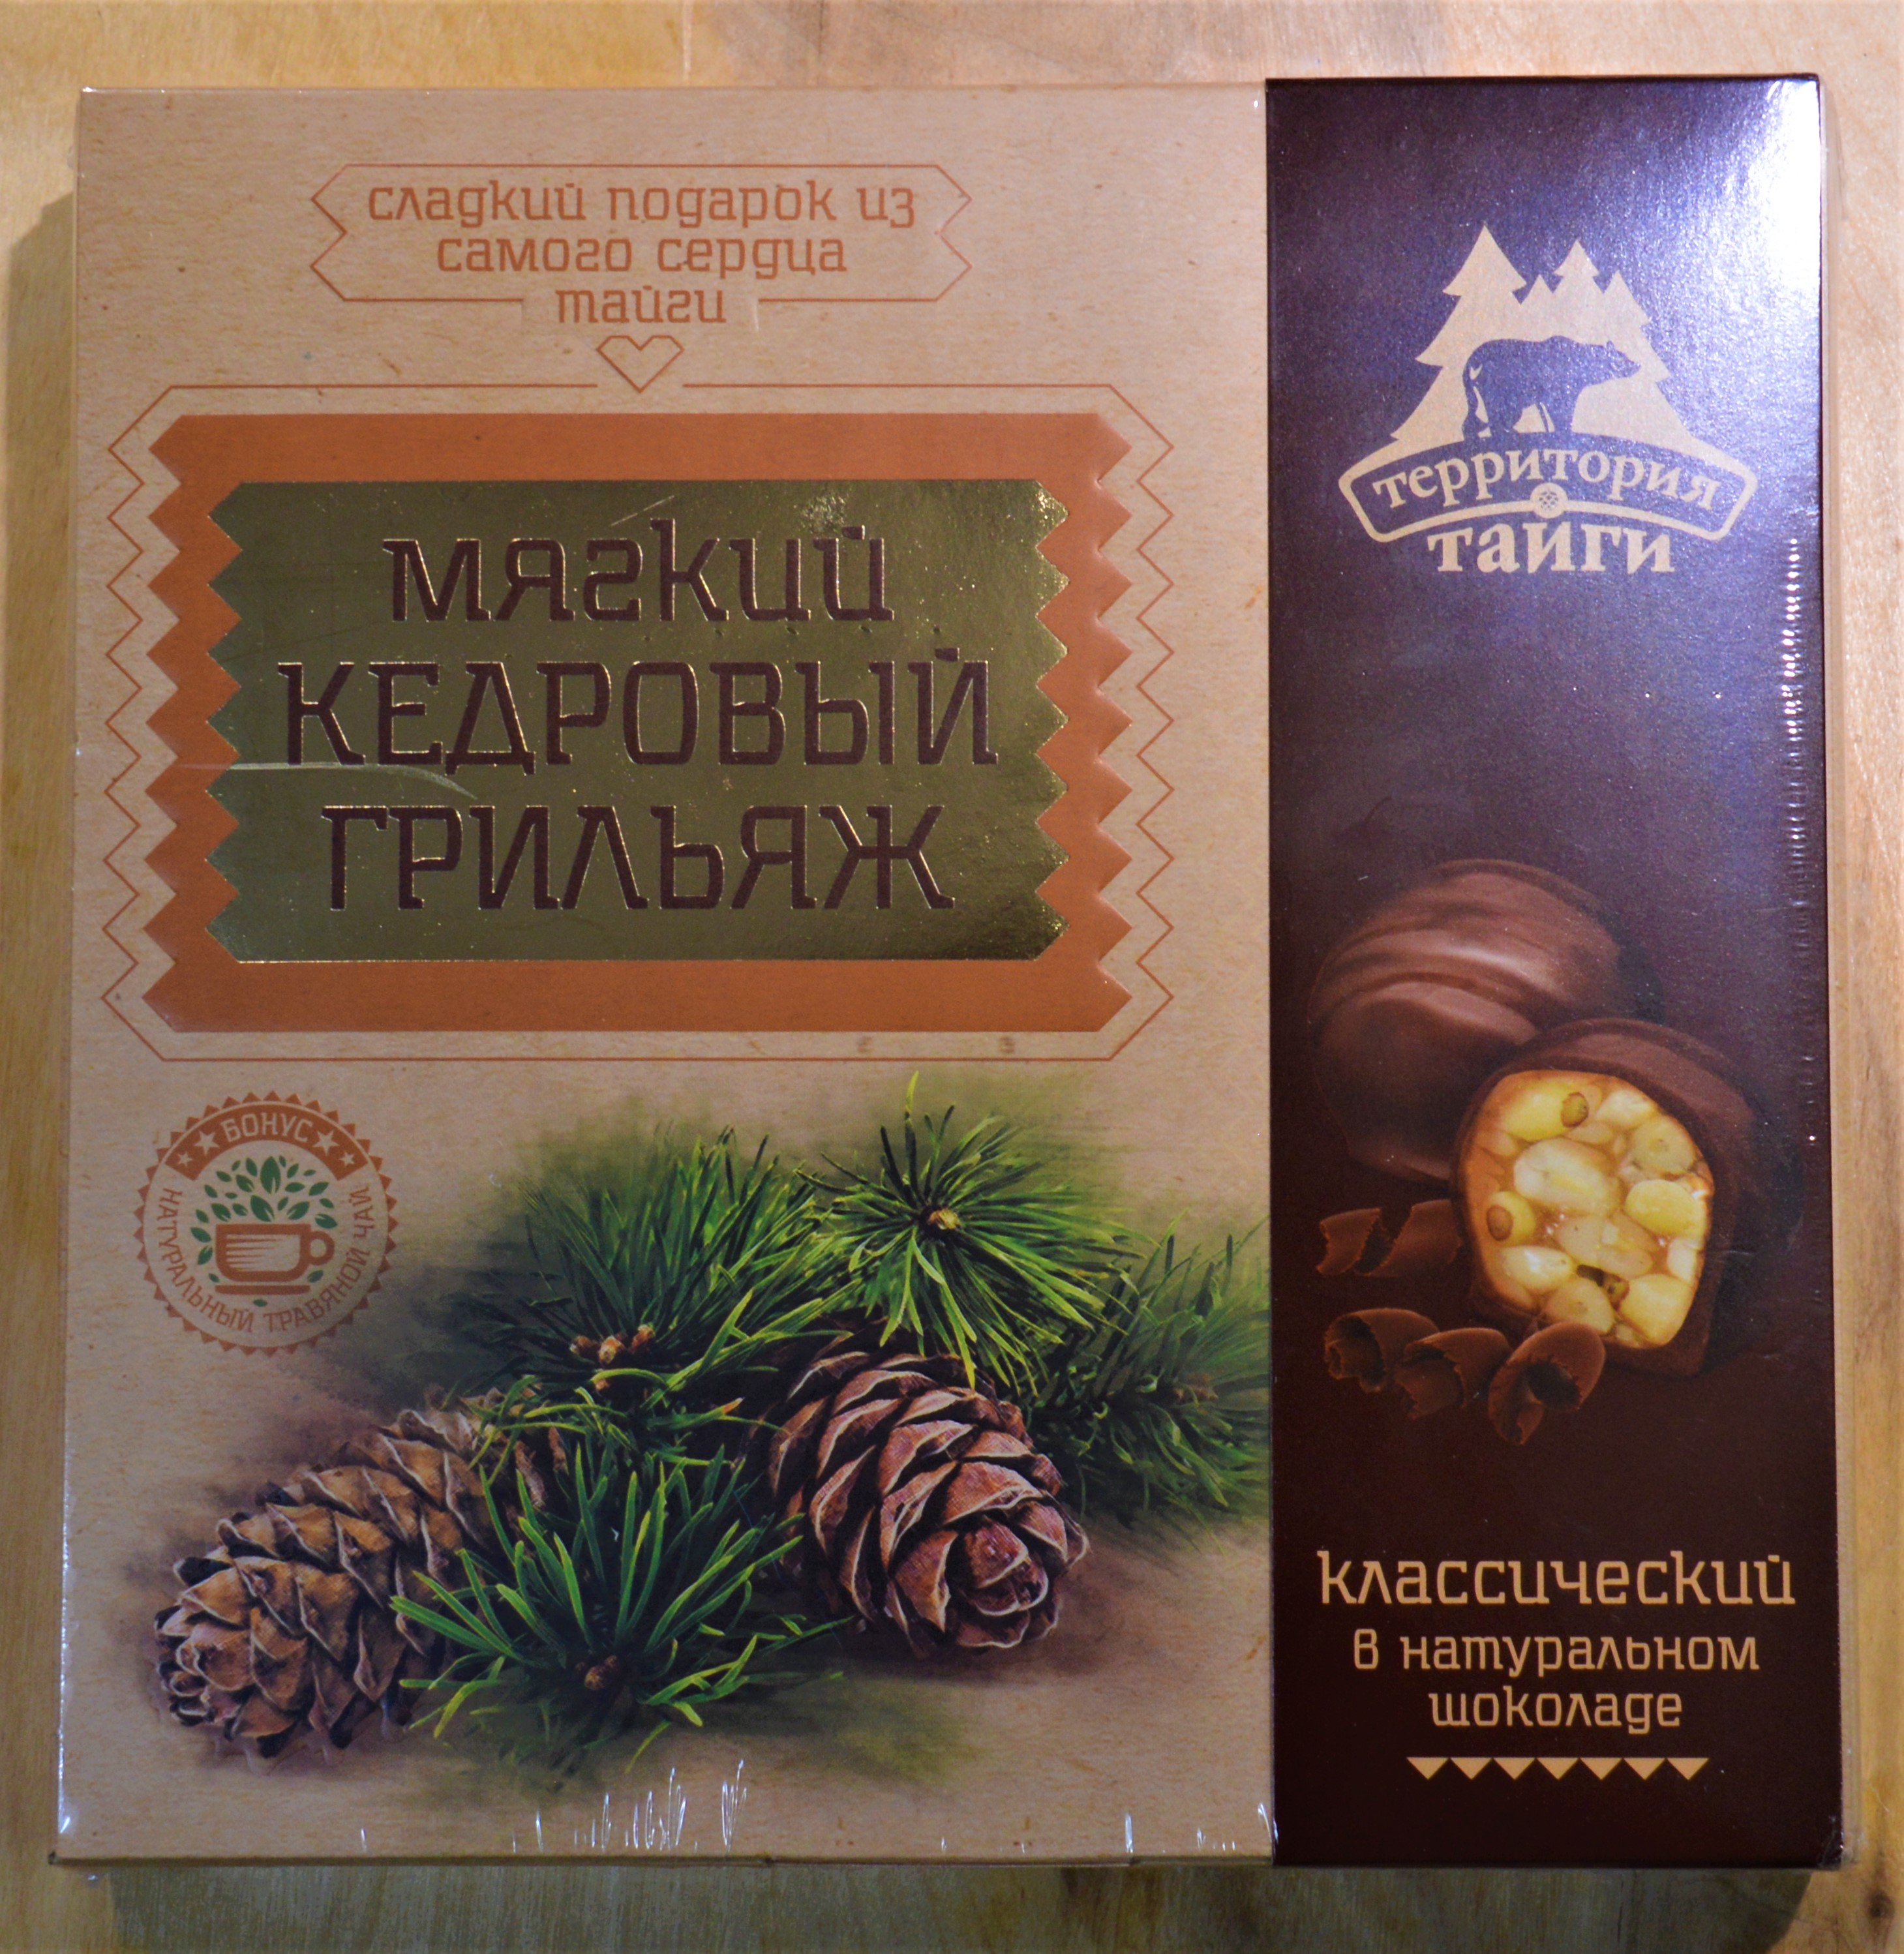 сладкий подарок из
самого сердца
тайги
мягкий
КЕДРОВЫЙ
ГРИЛЬЯЖ
БОНУС
НАТУРАЛЬНЫЙ ТРАВЯНОЙ ЧАЙ
территория
тайги
классический
в натуральном
шоколаде